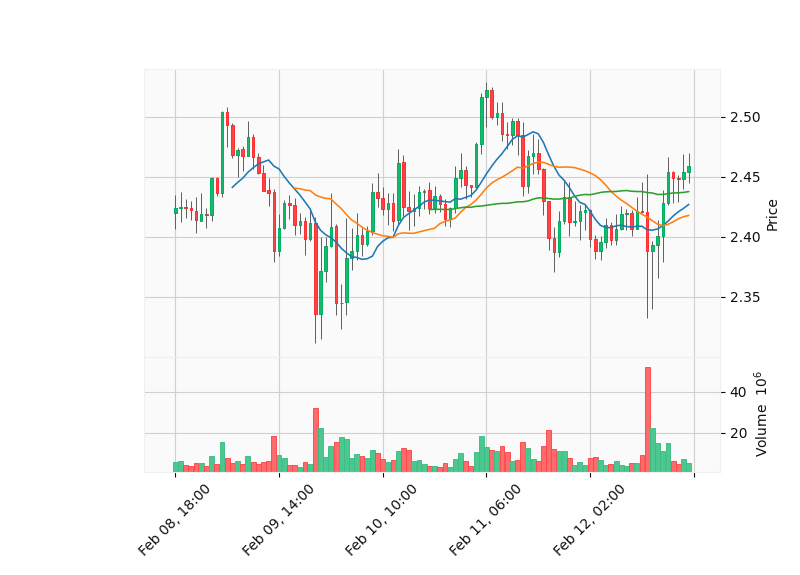 2.50
2.45
2.40
2.35
Price
40
20
Volume 10^6
Feb 08, 18:00
Feb 09, 14:00
Feb 10, 10:00
Feb 11, 06:00
Feb 12, 02:00